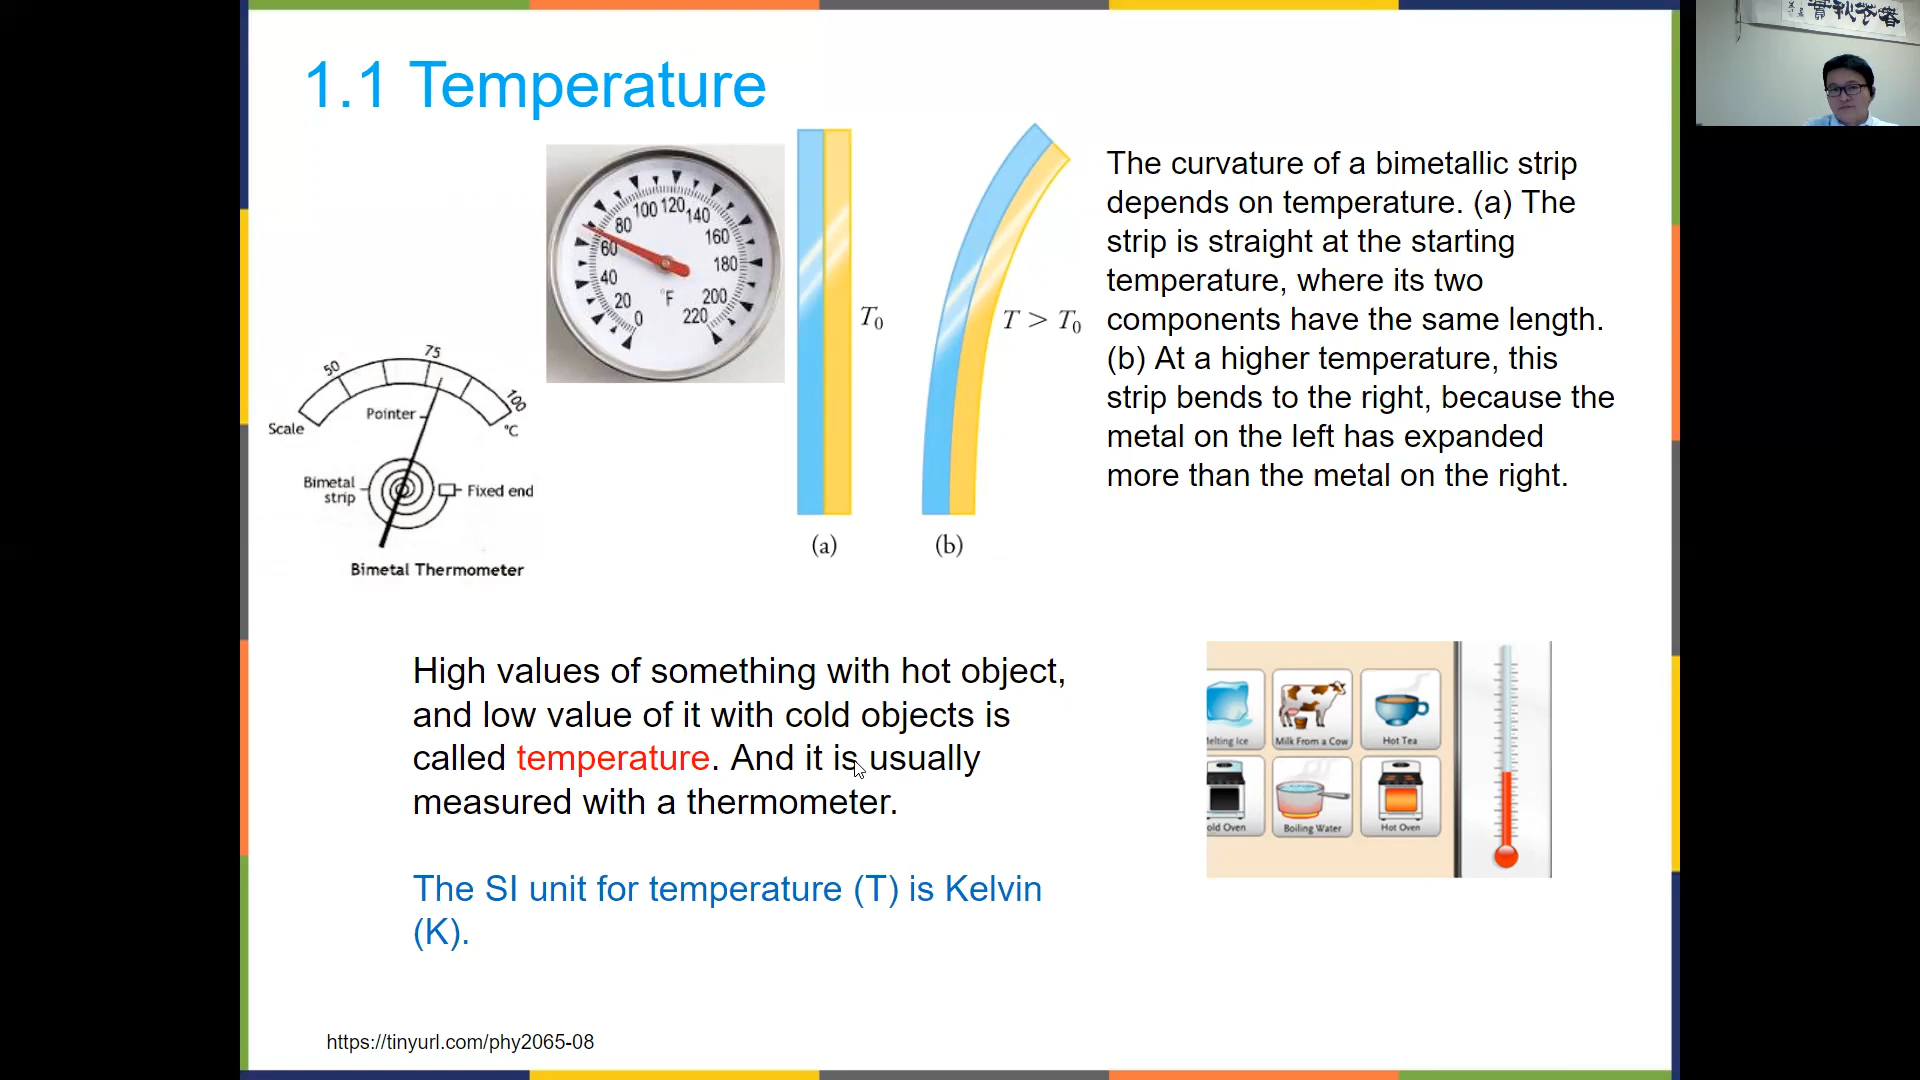 1.1 Temperature
The curvature of a bimetallic strip
depends on temperature. (a) The
strip is straight at the starting
temperature, where its two
components have the same length.
(b) At a higher temperature, this
strip bends to the right, because the
metal on the left has expanded
more than the metal on the right.
0
20
40
60
80
100
120
140
160
180
200
220
°F
T0
T > T0
(a)
(b)
50
75
100
°C
Scale
Pointer
Bimetal
strip
Fixed end
Bimetal Thermometer
High values of something with hot object,
and low value of it with cold objects is
called temperature. And it is usually
measured with a thermometer.
The SI unit for temperature (T) is Kelvin
(K).
Milk From a Cow
Hot Tea
Oven
Boiling Water
Hot Oven
https://tinyurl.com/phy2065-08